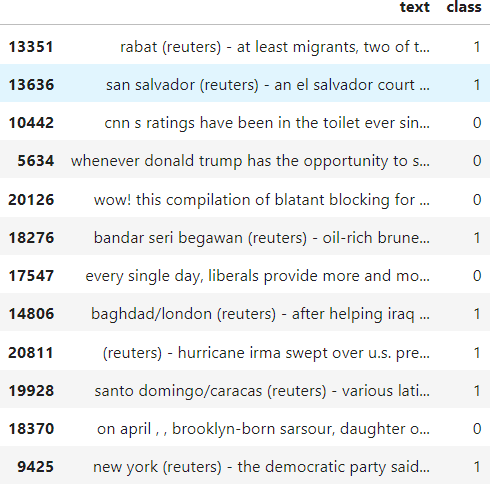 text class
13351 rabat (reuters) - at least migrants, two of t... 1
13636 san salvador (reuters) - an el salvador court ... 1
10442 cnn s ratings have been in the toilet ever sin... 0
5634 whenever donald trump has the opportunity to s... 0
20126 wow! this compilation of blatant blocking for ... 0
18276 bandar seri begawan (reuters) - oil-rich brune... 1
17547 every single day, liberals provide more and mo... 0
14806 baghdad/london (reuters) - after helping iraq ... 1
20811 (reuters) - hurricane irma swept over u.s. pre... 1
19928 santo domingo/caracas (reuters) - various lati... 1
18370 on april , , brooklyn-born sarsour, daughter o... 0
9425 new york (reuters) - the democratic party said... 1